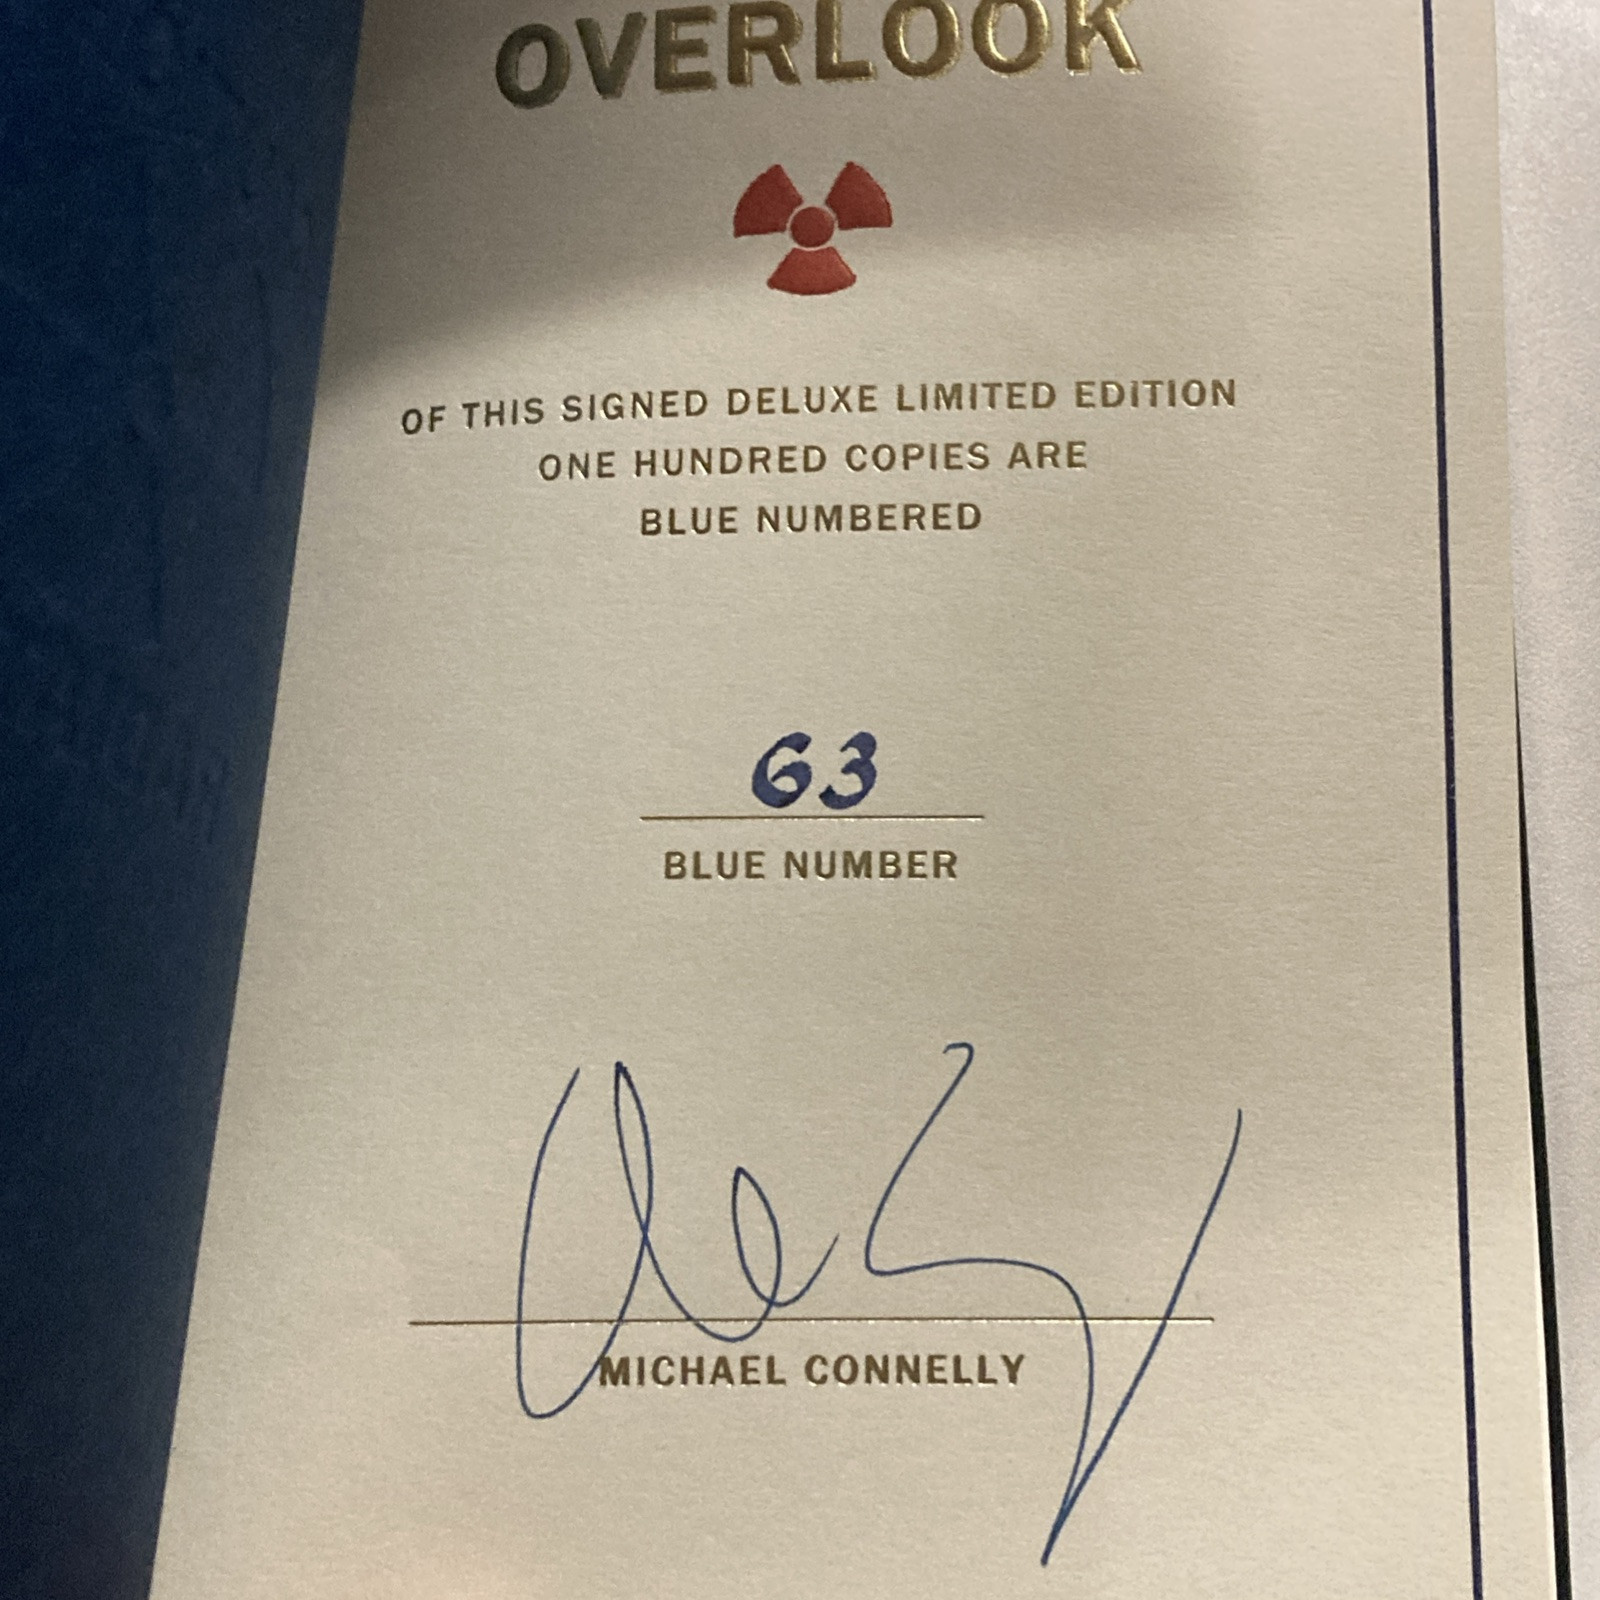 OVERLOOK
OF THIS SIGNED DELUXE LIMITED EDITION
ONE HUNDRED COPIES ARE
BLUE NUMBERED
63
BLUE NUMBER
MICHAEL CONNELLY